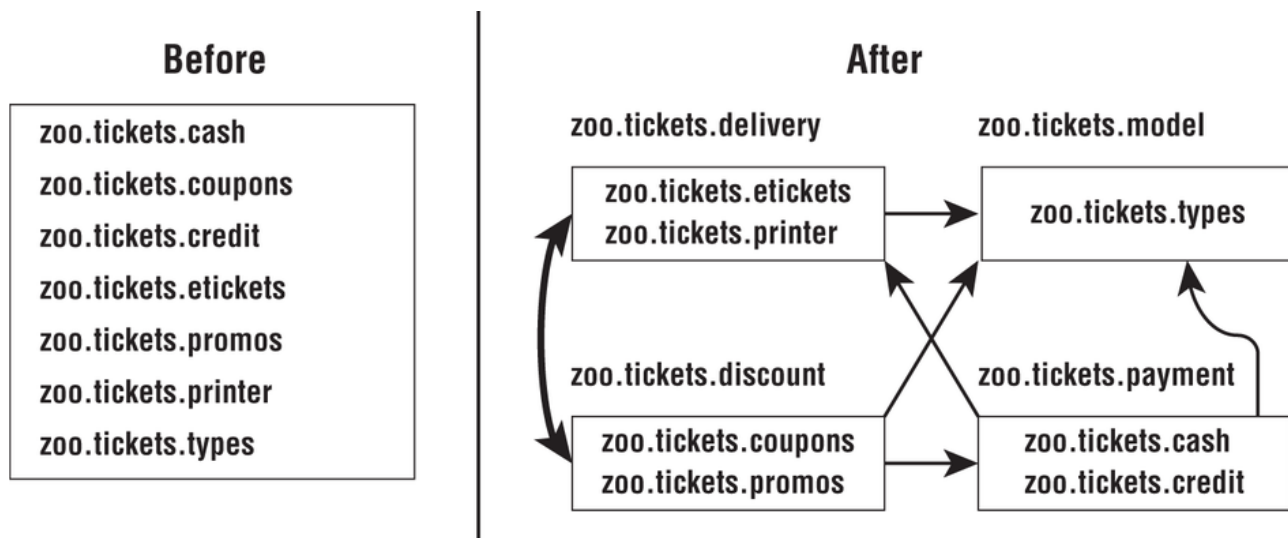 Before
zoo.tickets.cash
zoo.tickets.coupons
zoo.tickets.credit
zoo.tickets.etickets
zoo.tickets.promos
zoo.tickets.printer
zoo.tickets.types
After
zoo.tickets.delivery
zoo.tickets.etickets
zoo.tickets.printer
zoo.tickets.model
zoo.tickets.types
zoo.tickets.discount
zoo.tickets.coupons
zoo.tickets.promos
zoo.tickets.payment
zoo.tickets.cash
zoo.tickets.credit